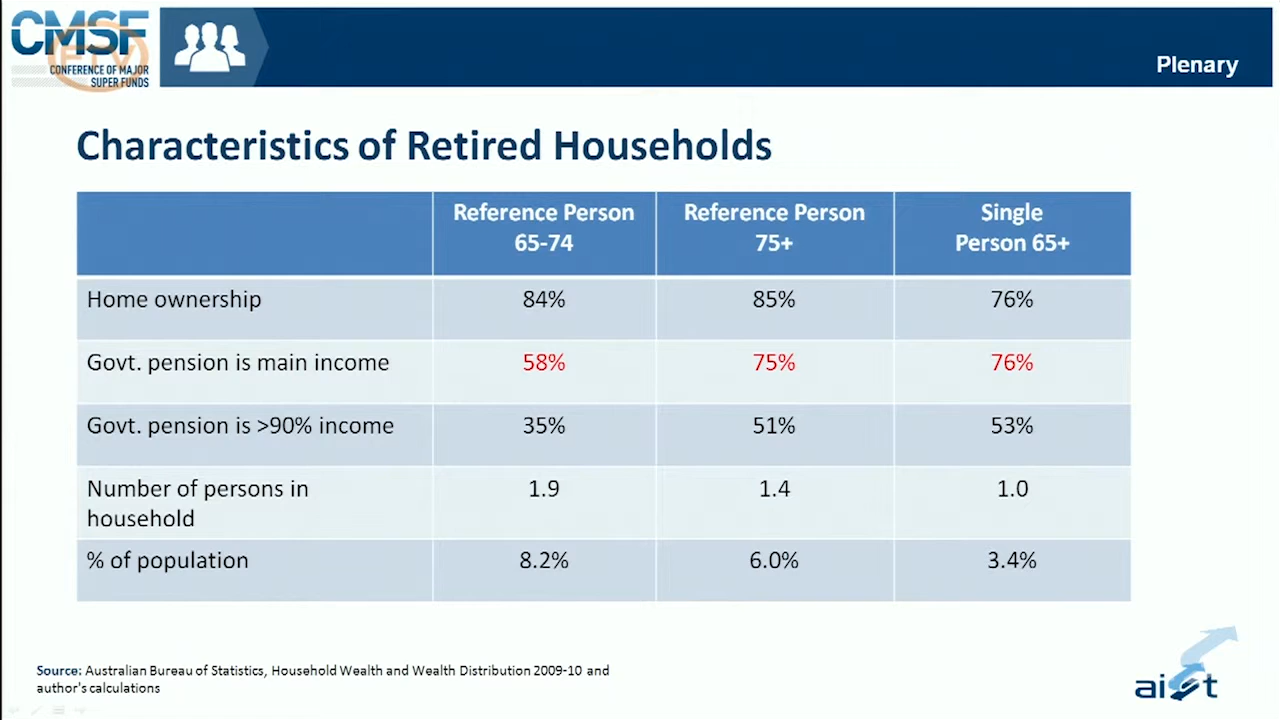 CMSF
CONFERENCE OF MAJOR
SUPER FUNDS
Plenary
Characteristics of Retired Households
Reference Person
65-74
Reference Person
75+
Single
Person 65+
Home ownership 84% 85% 76%
Govt. pension is main income 58% 75% 76%
Govt. pension is >90% income 35% 51% 53%
Number of persons in
household 1.9 1.4 1.0
% of population 8.2% 6.0% 3.4%
Source: Australian Bureau of Statistics, Household Wealth and Wealth Distribution 2009-10 and
author's calculations
aist